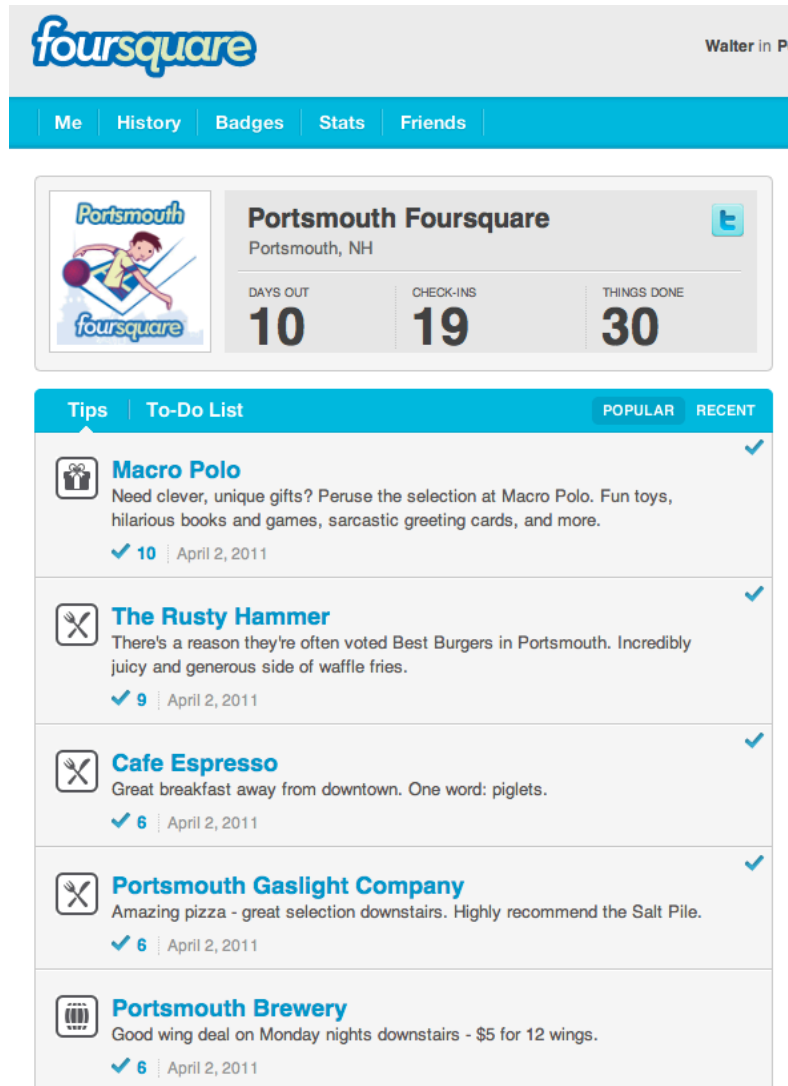 foursquare
Walter in P
Me History Badges Stats Friends
Portsmouth
foursquare
Portsmouth Foursquare
Portsmouth, NH
DAYS OUT CHECK-INS THINGS DONE
10 19 30
Tips To-Do List POPULAR RECENT
Macro Polo
Need clever, unique gifts? Peruse the selection at Macro Polo. Fun toys,
hilarious books and games, sarcastic greeting cards, and more.
10 April 2, 2011
The Rusty Hammer
There's a reason they're often voted Best Burgers in Portsmouth. Incredibly
juicy and generous side of waffle fries.
9 April 2, 2011
Cafe Espresso
Great breakfast away from downtown. One word: piglets.
6 April 2, 2011
Portsmouth Gaslight Company
Amazing pizza - great selection downstairs. Highly recommend the Salt Pile.
6 April 2, 2011
Portsmouth Brewery
Good wing deal on Monday nights downstairs - $5 for 12 wings.
6 April 2, 2011